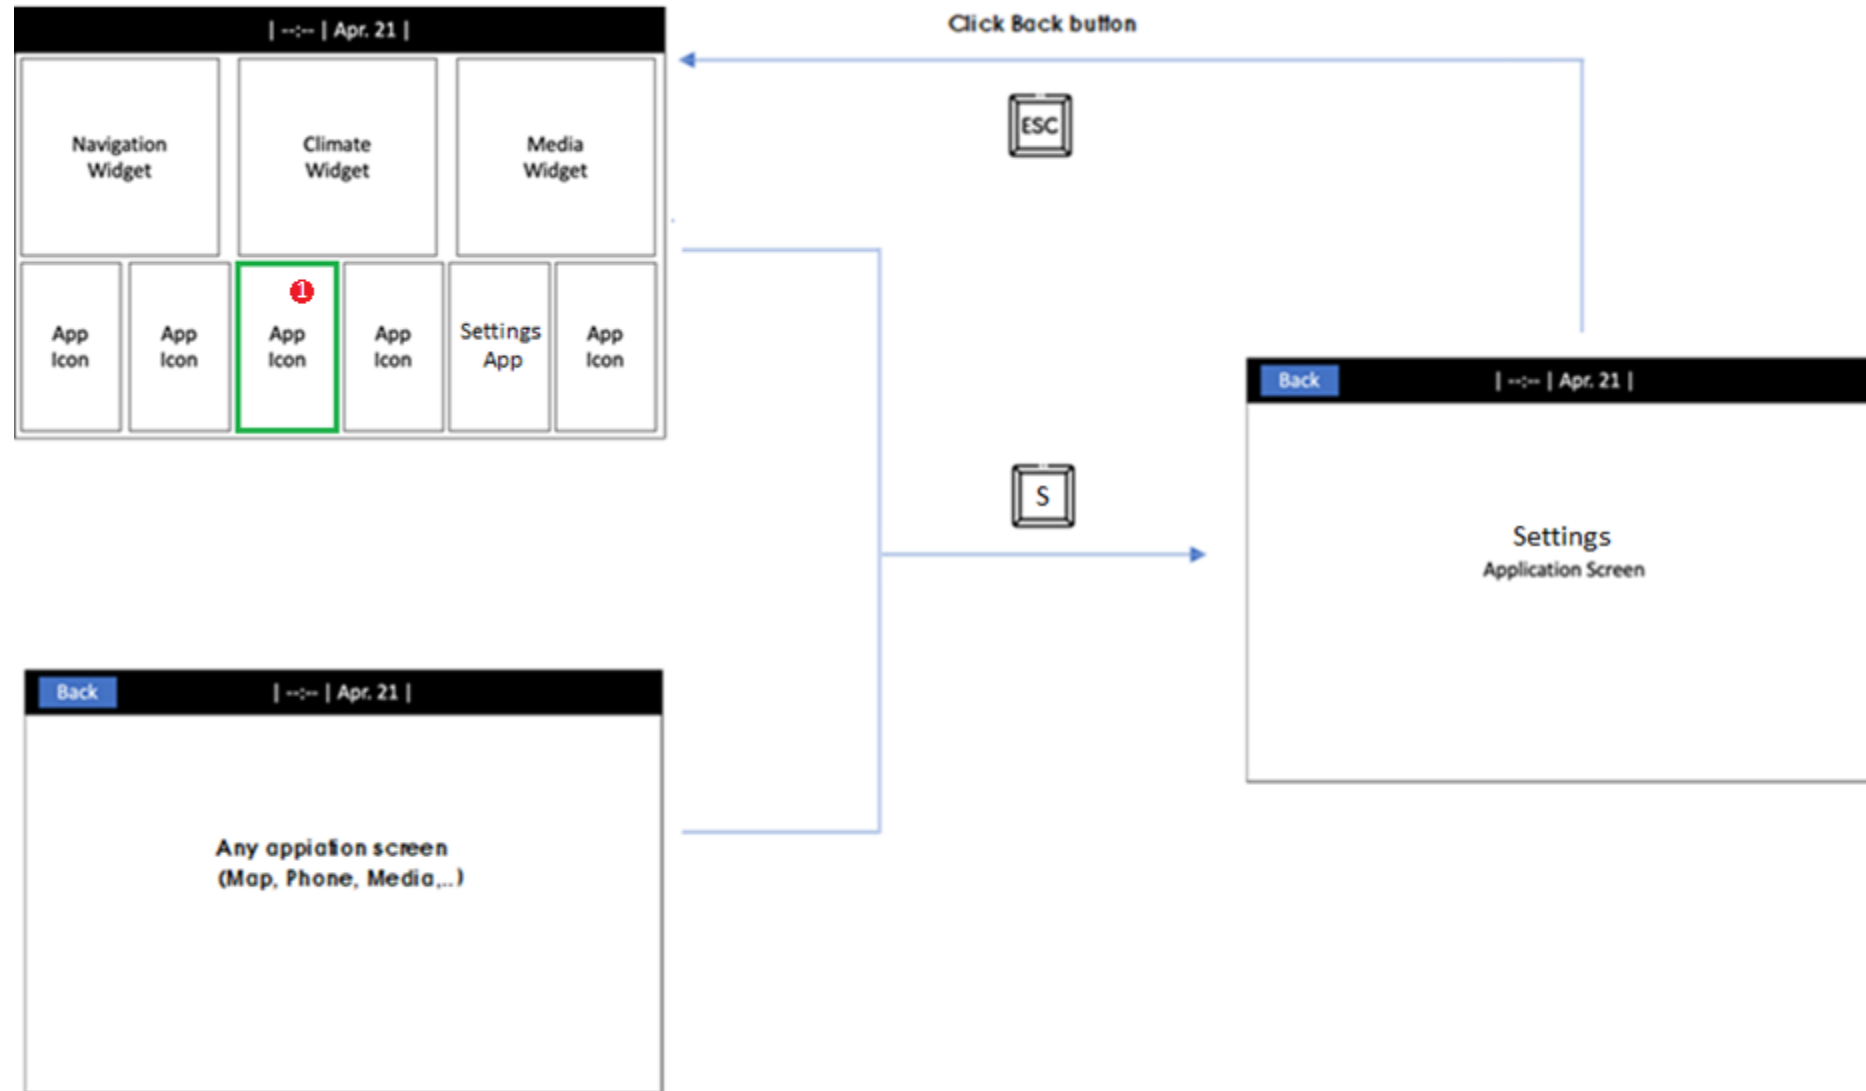 | --:-- | Apr. 21 |
Click Back button
ESC
Navigation
Widget
Climate
Widget
Media
Widget
1
App
Icon
App
Icon
App
Icon
App
Icon
Settings
App
App
Icon
Back
| --:-- | Apr. 21 |
S
Settings
Application Screen
Back
| --:-- | Apr. 21 |
Any appiation screen
(Map, Phone, Media,..)